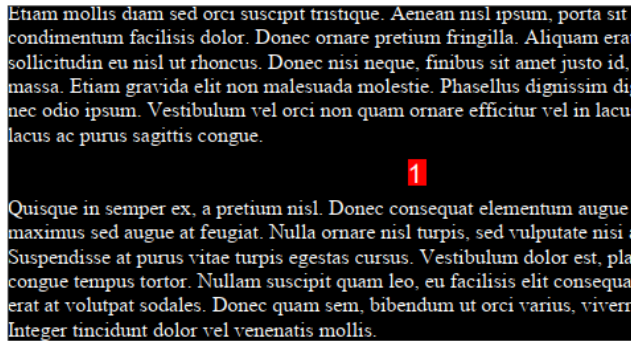 Etiam mollis diam sed orci suscipit tristique. Aenean nisl ipsum, porta sit
condimentum facilisis dolor. Donec ornare pretium fringilla. Aliquam erat
sollicitudin eu nisl ut rhoncus. Donec nisi neque, finibus sit amet justo id,
massa. Etiam gravida elit non malesuada molestie. Phasellus dignissim
nec odio ipsum. Vestibulum vel orci non quam ornare efficitur vel in
lacus ac purus sagittis congue.
1
Quisque in semper ex, a pretium nisl. Donec consequat elementum augue
maximus sed augue at feugiat. Nulla ornare nisl turpis, sed vulputate nisi
Suspendisse at purus vitae turpis egestas cursus. Vestibulum dolor est,
congue tempus tortor. Nullam suscipit quam leo, eu facilisis elit
erat at volutpat sodales. Donec quam sem, bibendum ut orci varius,
Integer tincidunt dolor vel venenatis mollis.